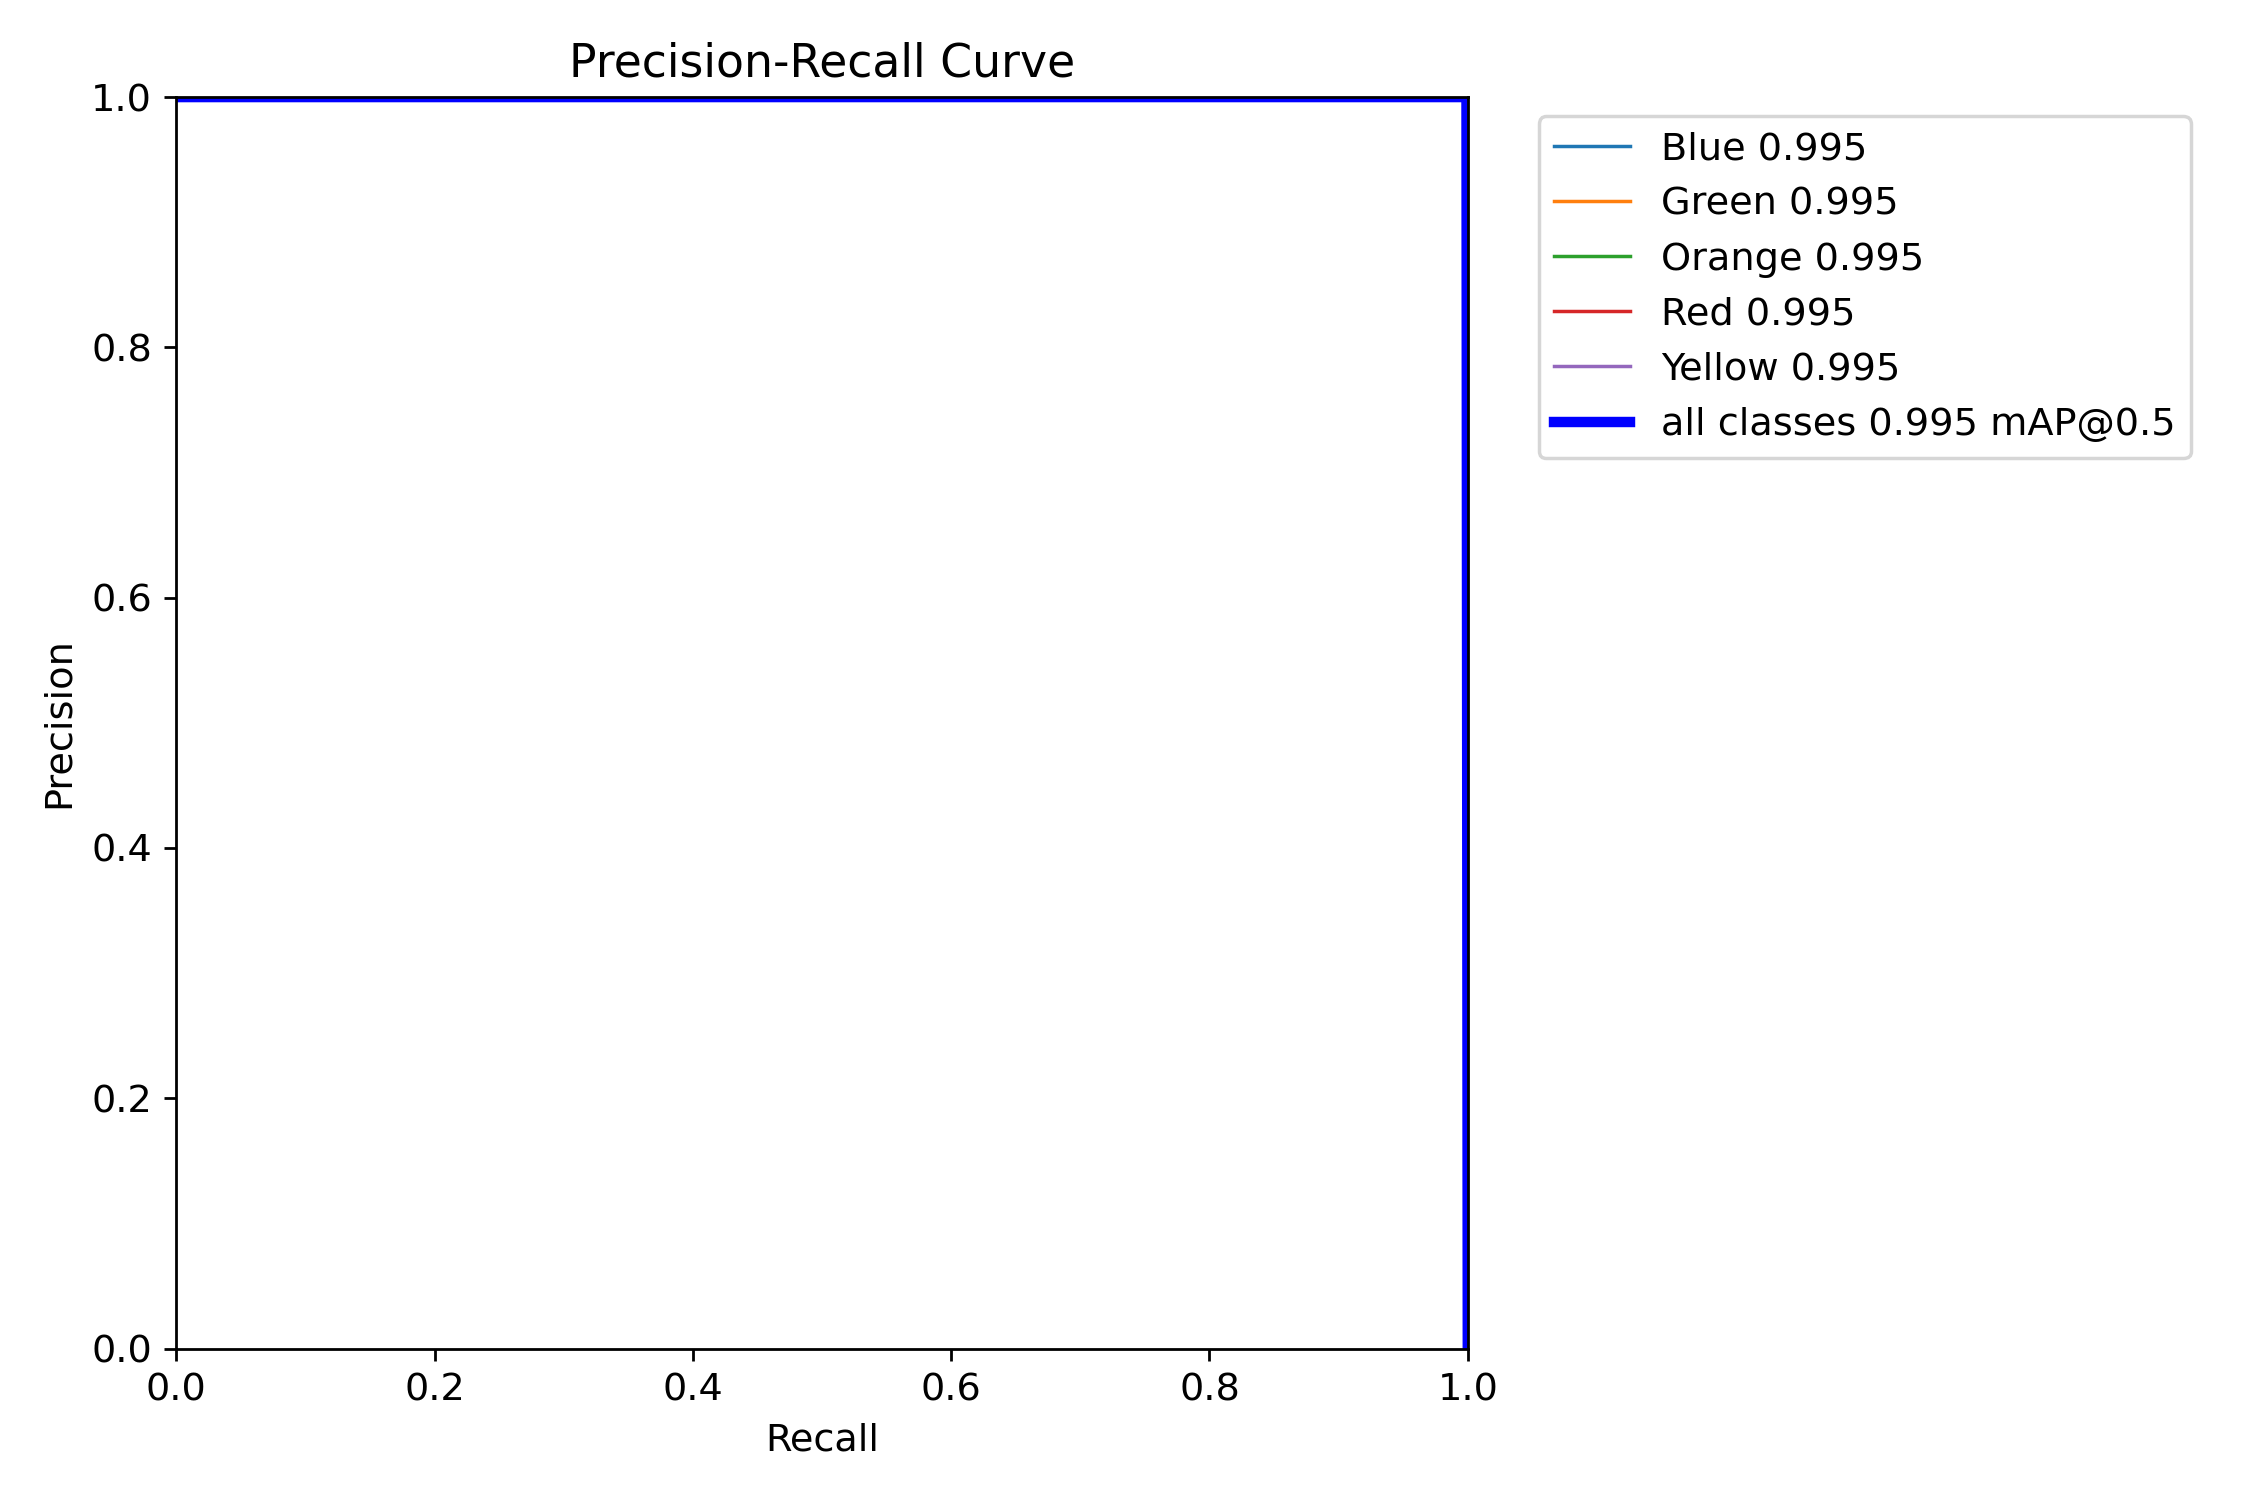 Precision-Recall Curve
1.0
0.8
0.6
0.4
0.2
0.0
Precision
0.0 0.2 0.4 0.6 0.8 1.0
Recall
Blue 0.995
Green 0.995
Orange 0.995
Red 0.995
Yellow 0.995
all classes 0.995 mAP@0.5